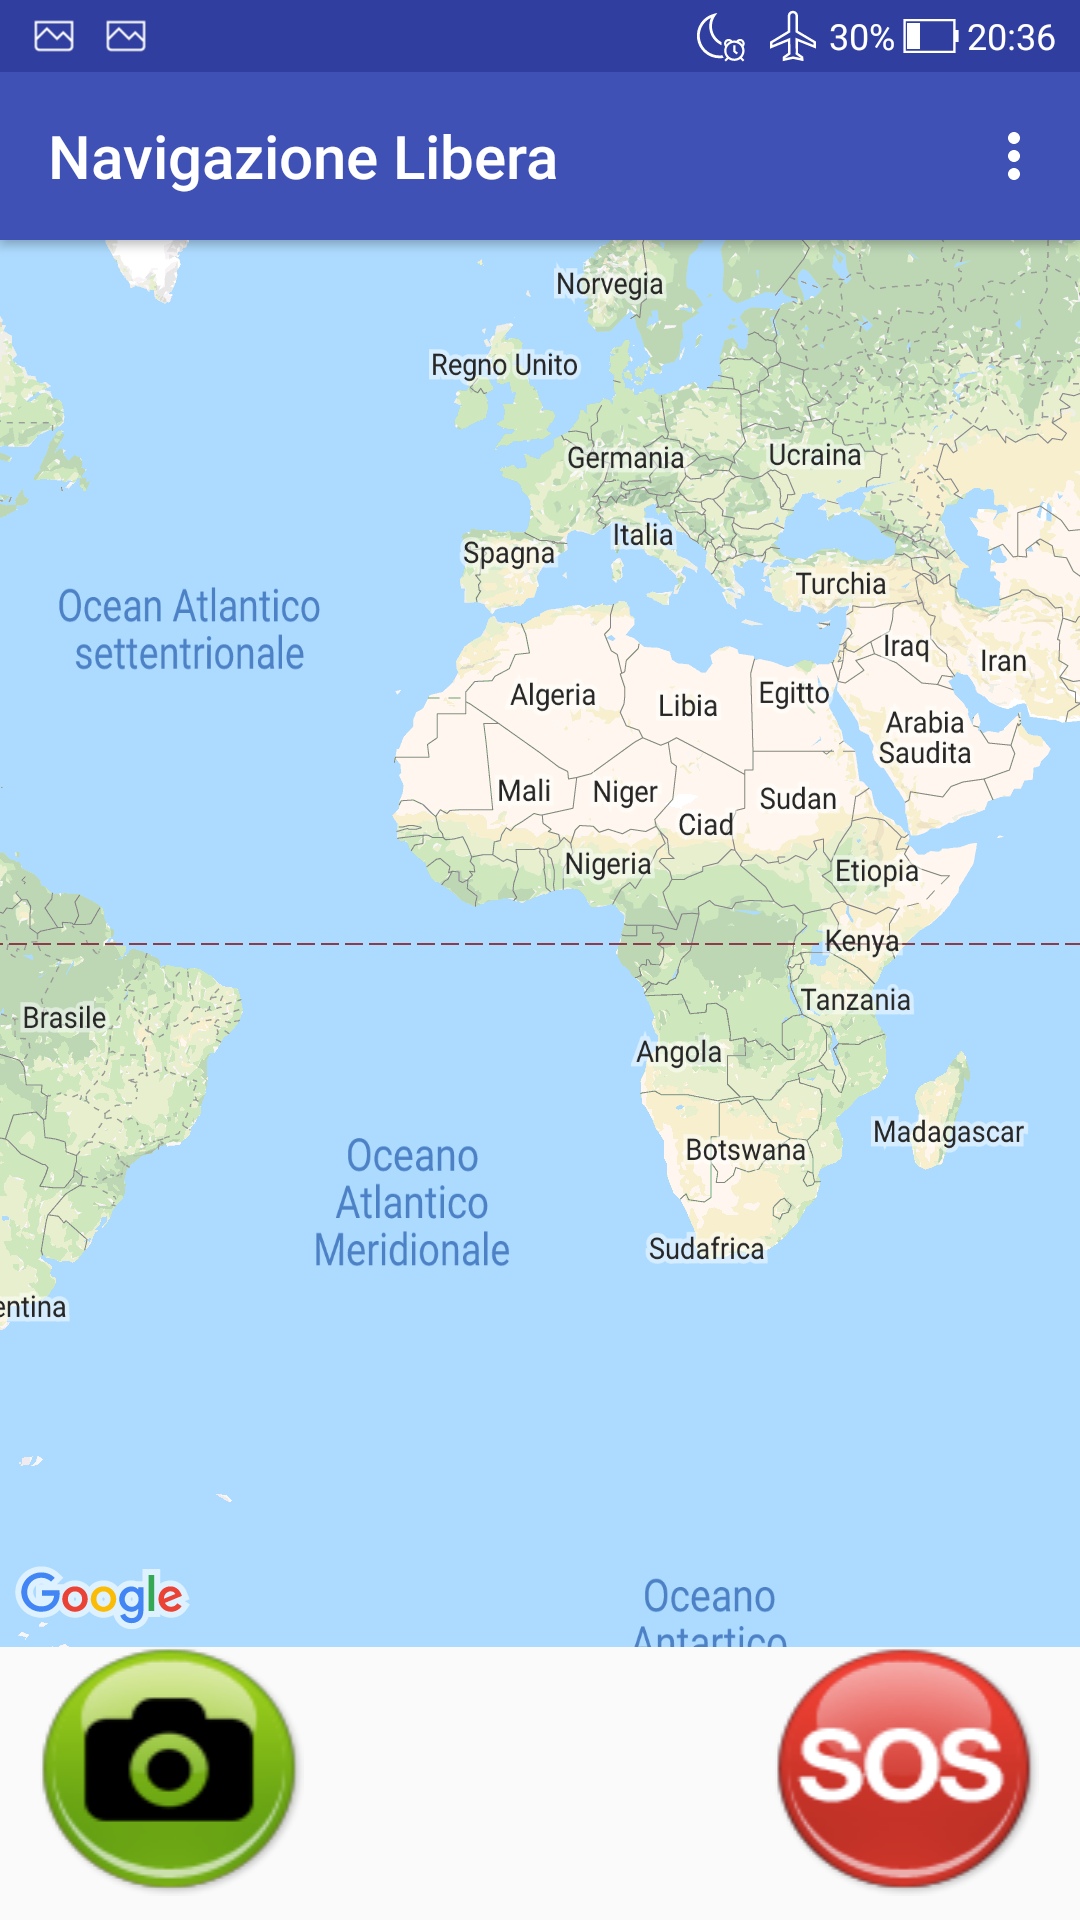 30% 20:36
Navigazione Libera
Norvegia
Regno Unito
Germania
Ucraina
Italia
Spagna
Turchia
Ocean Atlantico
settentrionale
Iraq
Iran
Algeria
Libia
Egitto
Arabia
Saudita
Mali
Niger
Sudan
Ciad
Nigeria
Etiopia
Kenya
Brasile
Tanzania
Angola
Madagascar
Botswana
Oceano
Atlantico
Meridionale
Sudafrica
entina
Google
Oceano
Antartico
SOS